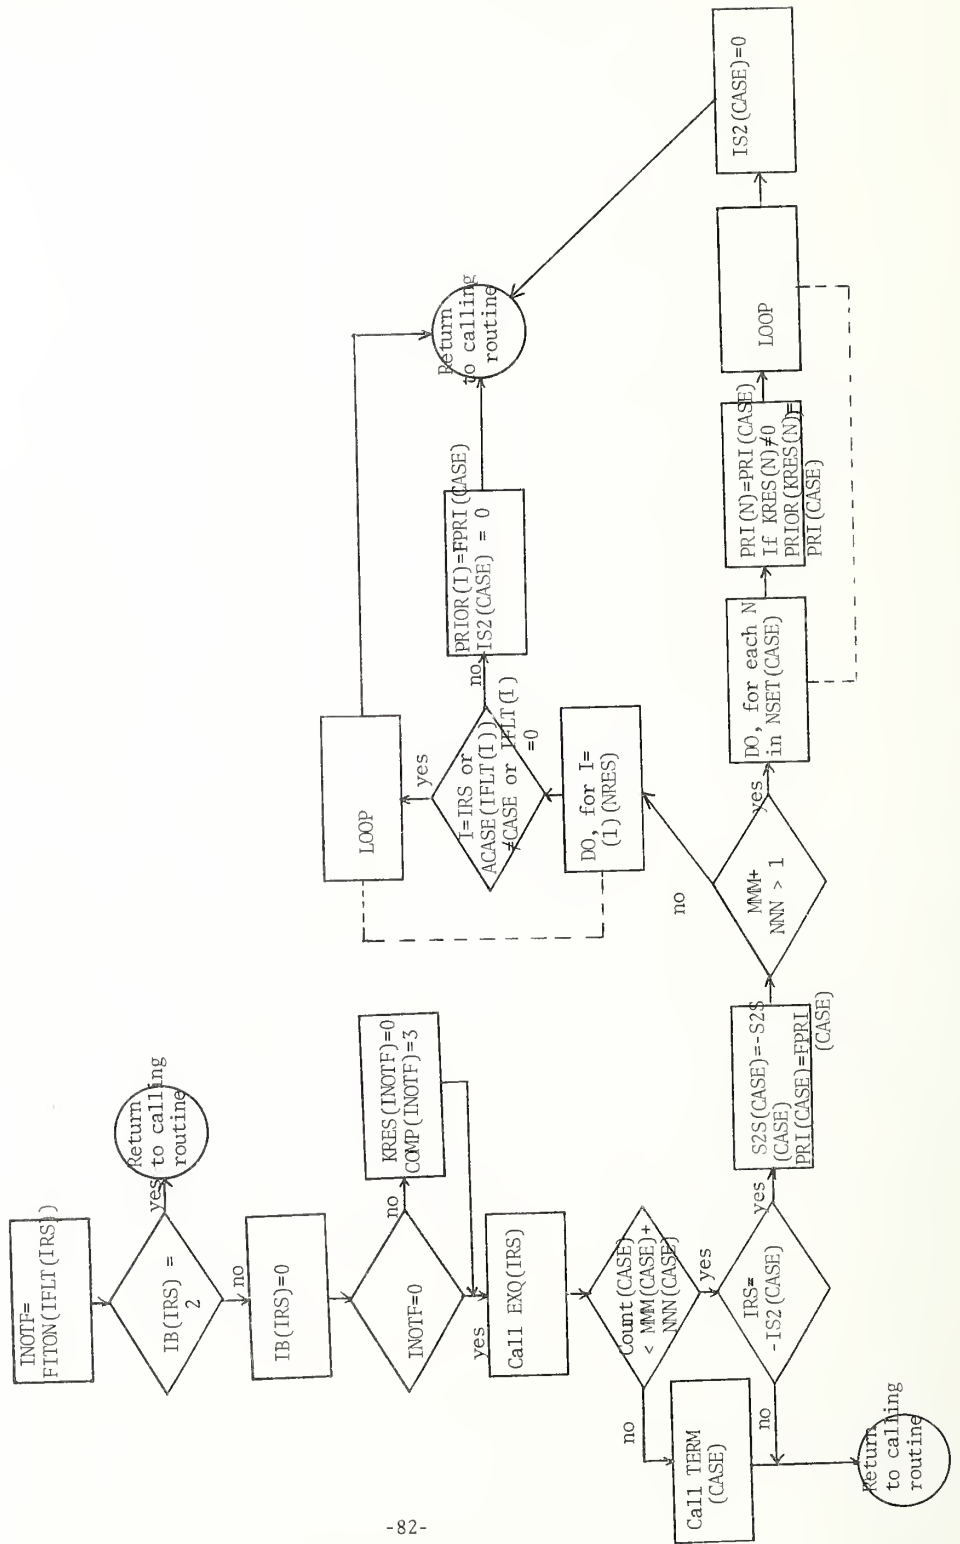 INOTF=
FITON(IFLT(IRS))
IB(IRS) =
2
yes
Return
to calling
routine
no
IB(IRS)=0
INOTF=0
no
KRES(INOTF)=0
COMP(INOTF)=3
yes
Call EXQ(IRS)
Count(CASE)
< MMM(CASE)+
NNN(CASE)
no
Call TERM
(CASE)
yes
IRS=
-IS2(CASE)
no
Return
to calling
routine
yes
S2S(CASE)=-S2S
(CASE)
PRI(CASE)=FPRI
(CASE)
MMM+
NNN > 1
no
DO, for I=
(1)(NRES)
I=IRS or
ACASE(IFLT(I))
≠CASE or IFLT(I)
=0
yes
LOOP
no
PRIOR(I)=FPRI(CASE)
IS2(CASE) = 0
Return
to calling
routine
yes
DO, for each N
in NSET(CASE)
PRI(N)=PRI(CASE)
If KRES(N)≠0
PRIOR(KRES(N)=
PRI(CASE)
LOOP
IS2(CASE)=0
-82-